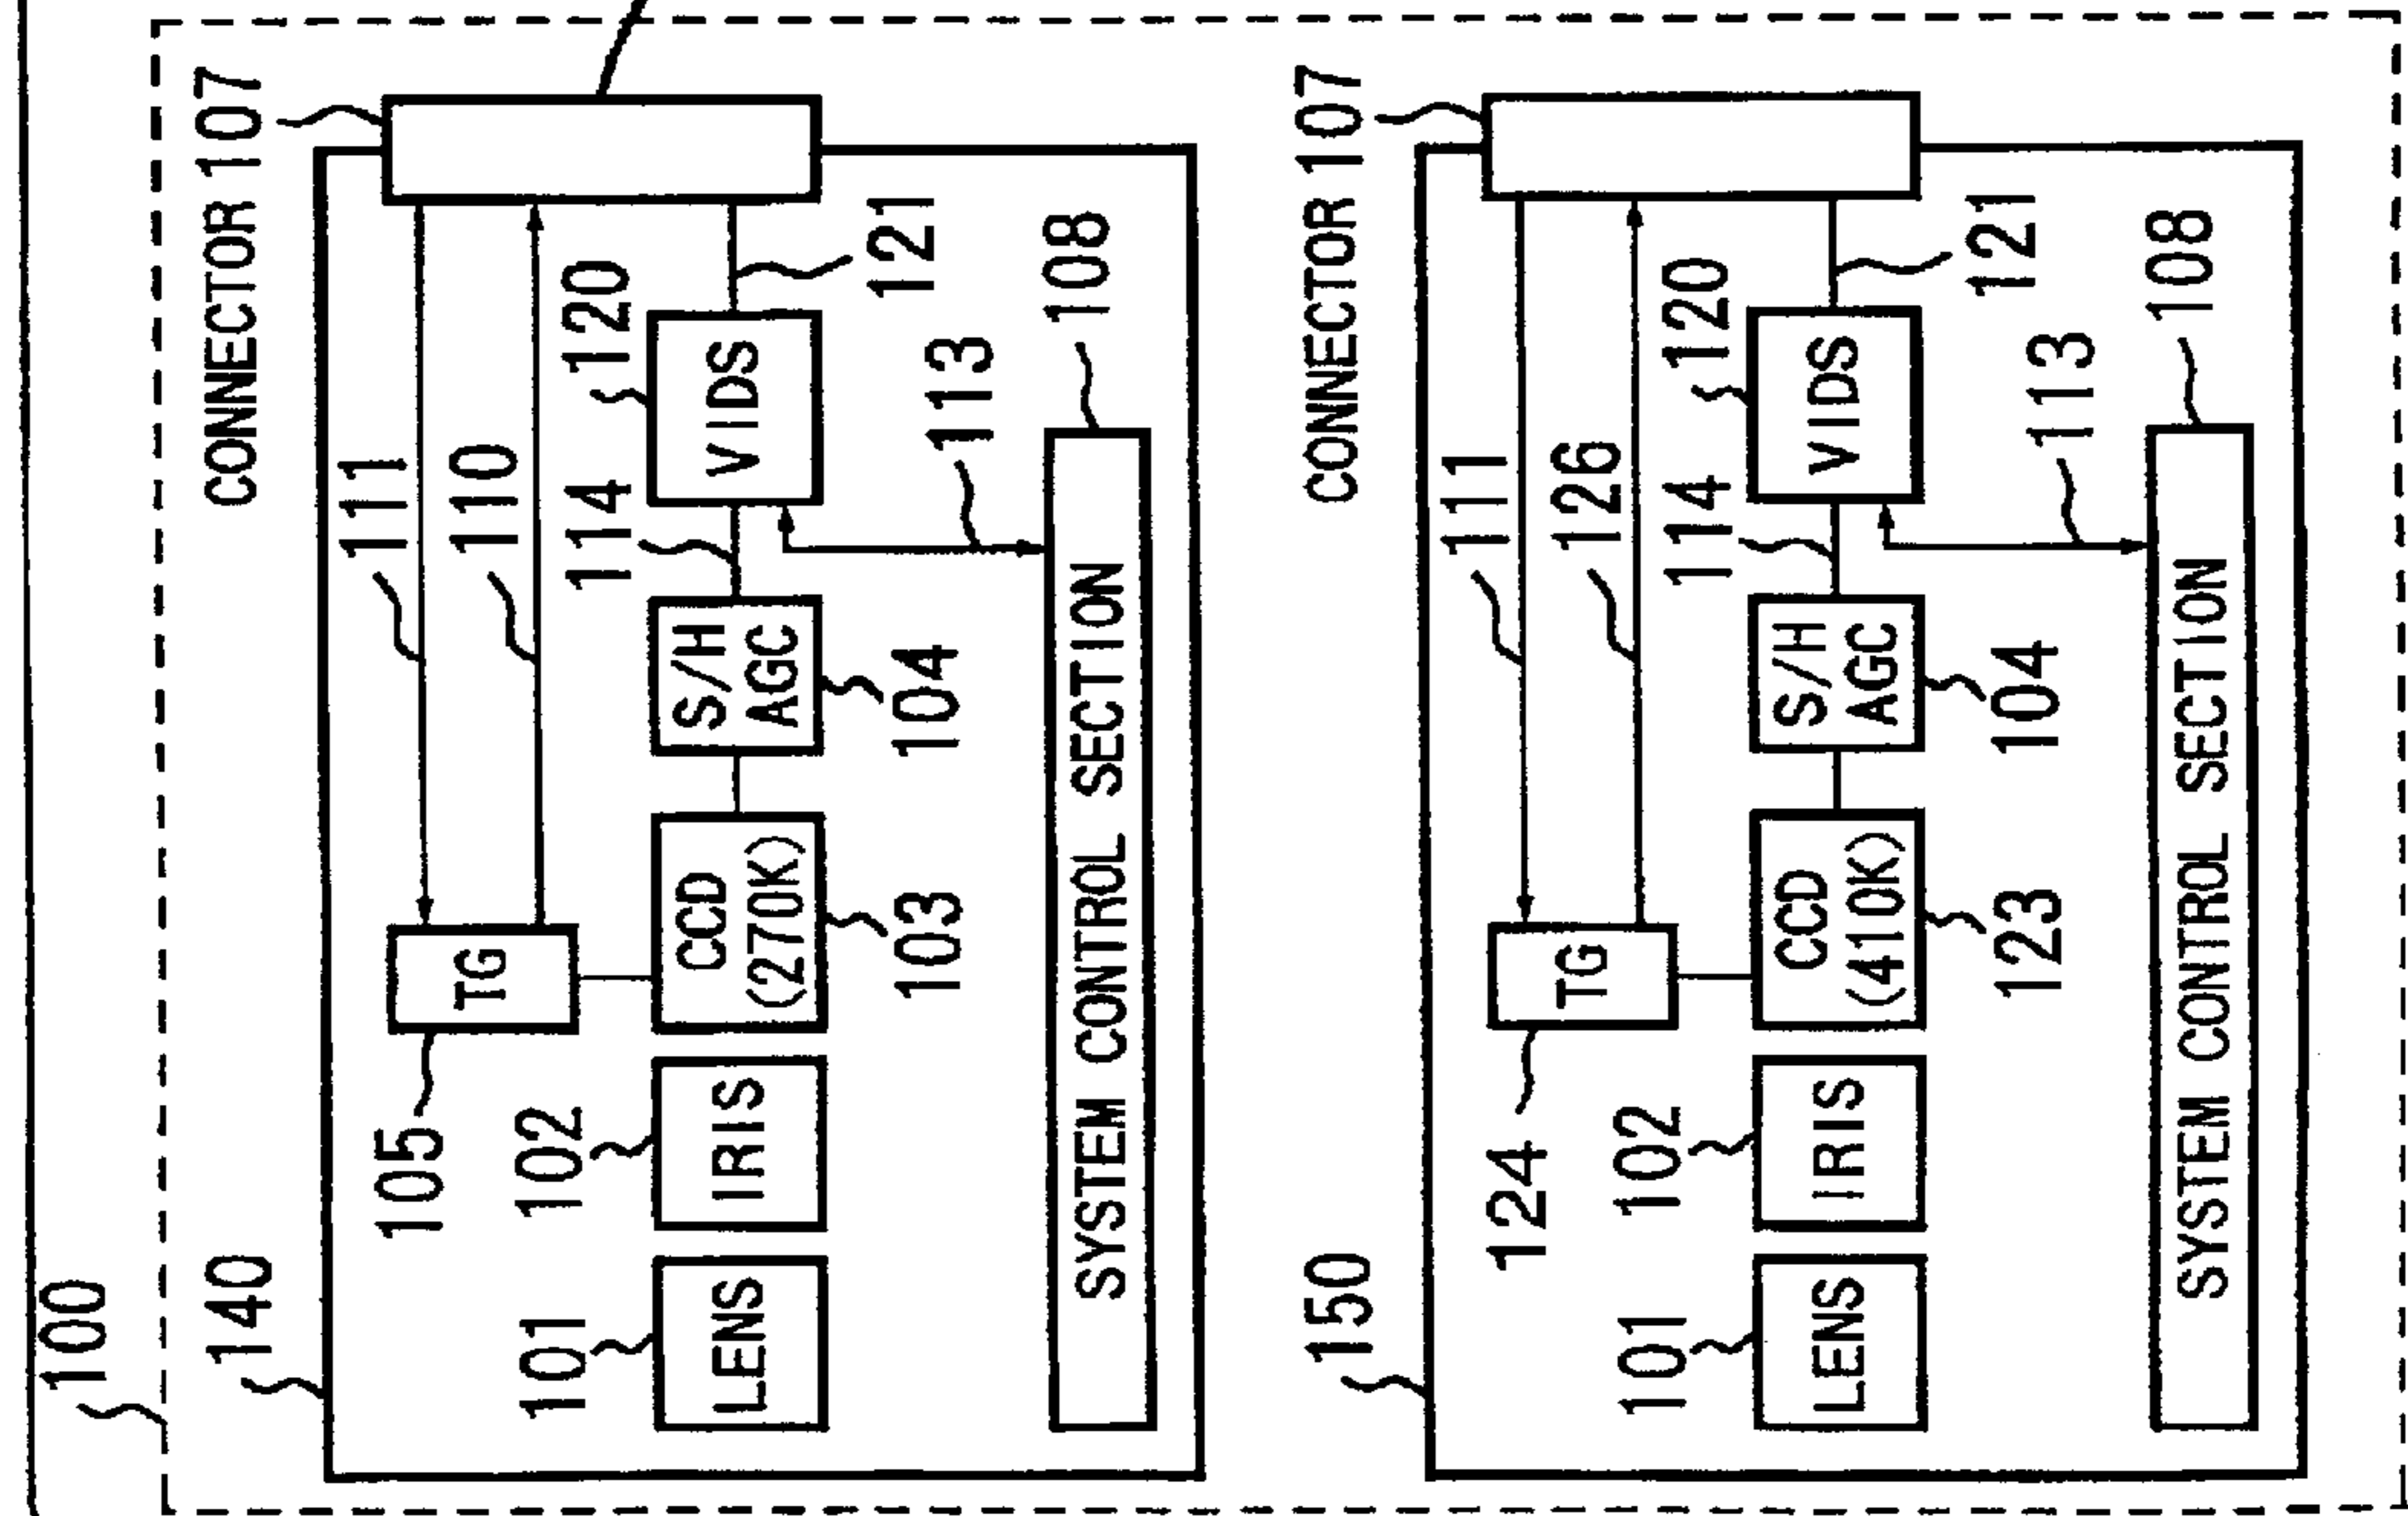 100
140
CONNECTOR 107
111
110
105
TG
120
121
114
113
108
101
LENS
102
IRIS
CCD
(270K)
103
S/H
AGC
104
VIDS
SYSTEM CONTROL SECTION
150
CONNECTOR 107
111
126
124
TG
120
121
114
113
108
101
LENS
102
IRIS
CCD
(410K)
123
S/H
AGC
104
VIDS
SYSTEM CONTROL SECTION